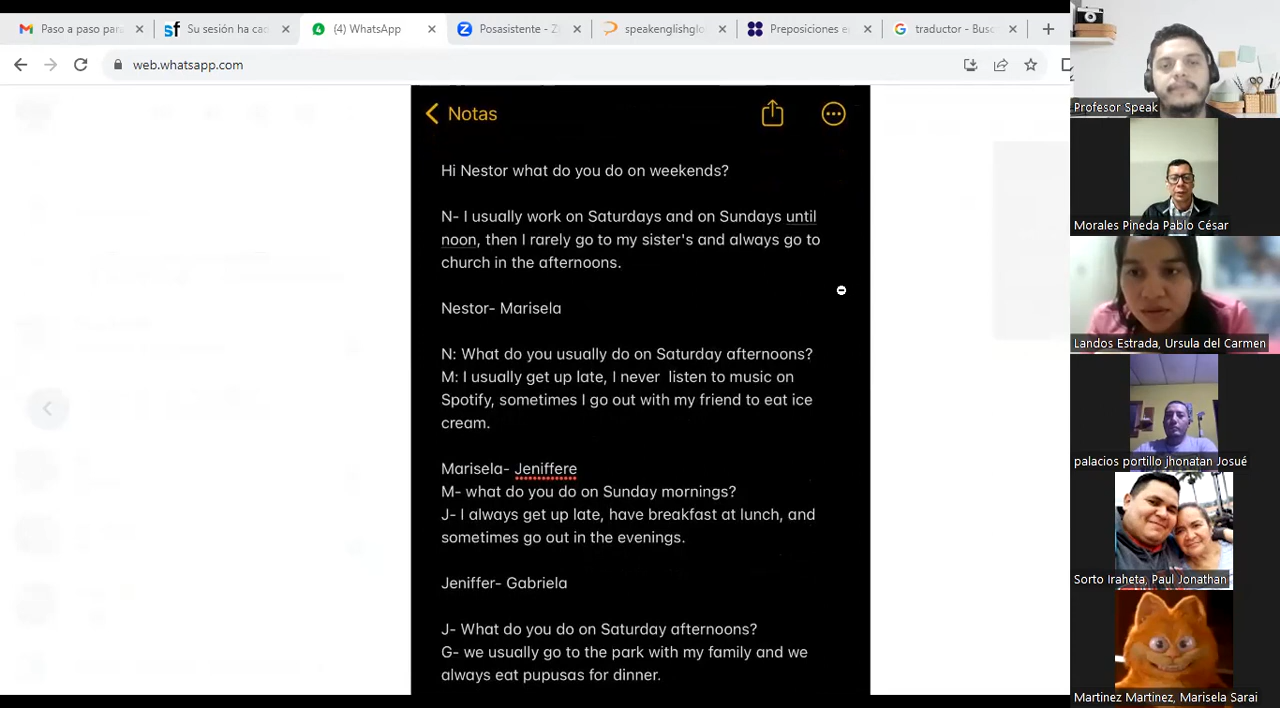 Paso a paso para
Su sesión ha cad
(4) WhatsApp
Posasistente - Z
speakenglishglo
Preposiciones e
traductor - Busc
web.whatsapp.com
Notas
Hi Nestor what do you do on weekends?
N- I usually work on Saturdays and on Sundays until
noon, then I rarely go to my sister's and always go to
church in the afternoons.
Nestor- Marisela
N: What do you usually do on Saturday afternoons?
M: I usually get up late, I never listen to music on
Spotify, sometimes I go out with my friend to eat ice
cream.
Marisela- Jeniffere
M- what do you do on Sunday mornings?
J- I always get up late, have breakfast at lunch, and
sometimes go out in the evenings.
Jeniffer- Gabriela
J- What do you do on Saturday afternoons?
G- we usually go to the park with my family and we
always eat pupusas for dinner.
Profesor Speak
Morales Pineda Pablo César
Landos Estrada, Ursula del Carmen
palacios portillo jhonatan Josué
Sorto Iraheta, Paul Jonathan
Martinez Martinez, Marisela Sarai